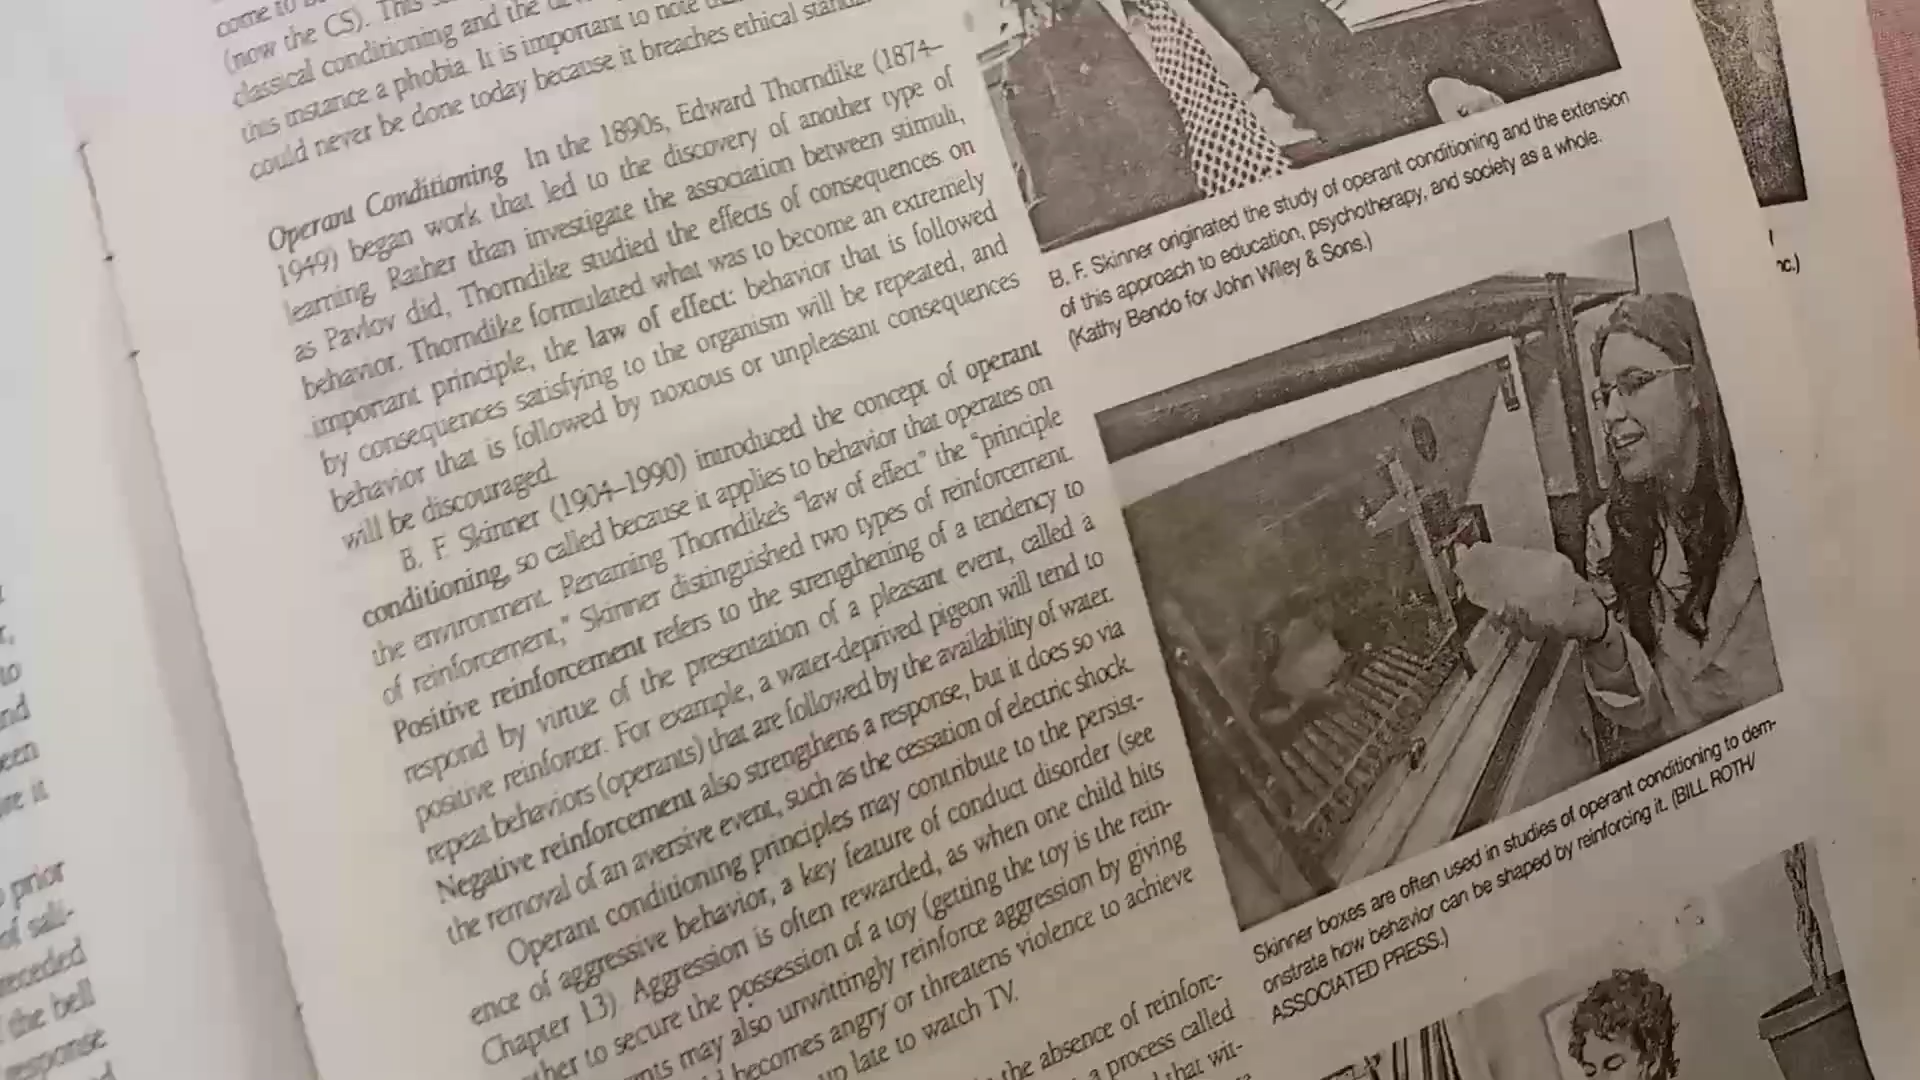 come to be
(now the CS). This
classical conditioning and the
this instance a phobia. It is important to note
could never be done today because it breaches ethical
Operant Conditioning In the 1890s, Edward Thorndike (1874–
1949) began work that led to the discovery of another type of
learning. Rather than investigate the association between stimuli,
as Pavlov did, Thorndike studied the effects of consequences on
behavior. Thorndike formulated what was to become an extremely
important principle, the law of effect: behavior that is followed
by consequences satisfying to the organism will be repeated, and
behavior that is followed by noxious or unpleasant consequences
will be discouraged.
B. F. Skinner (1904–1990) introduced the concept of operant
conditioning, so called because it applies to behavior that operates on
the environment. Renaming Thorndike's "law of effect" the "principle
of reinforcement," Skinner distinguished two types of reinforcement.
Positive reinforcement refers to the strengthening of a tendency to
respond by virtue of the presentation of a pleasant event, called a
positive reinforcer. For example, a water-deprived pigeon will tend to
repeat behaviors (operants) that are followed by the availability of water.
Negative reinforcement also strengthens a response, but it does so via
the removal of an aversive event, such as the cessation of electric shock.
Operant conditioning principles may contribute to the persist-
ence of aggressive behavior, a key feature of conduct disorder (see
Chapter 13). Aggression is often rewarded, as when one child hits
to secure the possession of a toy (getting the toy is the rein-
may also unwittingly reinforce aggression by giving
becomes angry or threatens violence to achieve
late to watch TV.
the absence of reinforc-
a process called
that wit-
B. F. Skinner originated the study of operant conditioning and the extension
of this approach to education, psychotherapy, and society as a whole.
(Kathy Bendo for John Wiley & Sons.)
Skinner boxes are often used in studies of operant conditioning to dem-
onstrate how behavior can be shaped by reinforcing it. (BILL ROTH/
ASSOCIATED PRESS.)
to
prior
of sali-
the bell